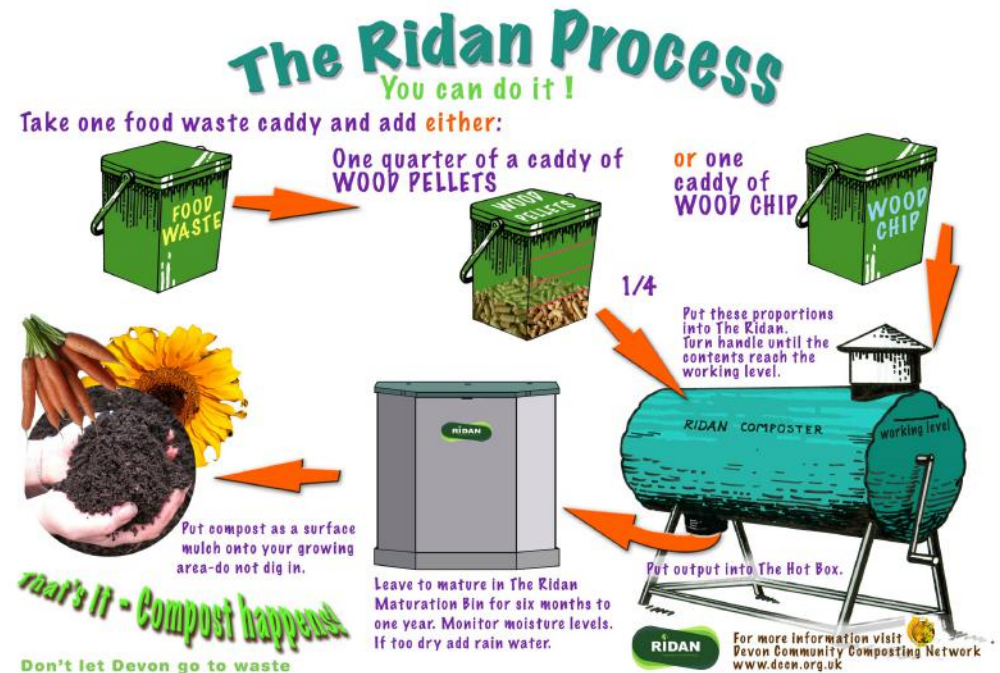 The Ridan Process
You can do it !
Take one food waste caddy and add either:
One quarter of a caddy of
WOOD PELLETS
or one
caddy of
WOOD CHIP
FOOD
WASTE
WOOD
PELLETS
WOOD
CHIP
1/4
Put these proportions
into The Ridan.
Turn handle until the
contents reach the
working level.
RIDAN COMPOSTER
working level
RIDAN
Put compost as a surface
mulch onto your growing
area-do not dig in.
Leave to mature in The Ridan
Maturation Bin for six months to
one year. Monitor moisture levels.
If too dry add rain water.
Put output into The Hot Box.
That's it - Compost happens!
Don't let Devon go to waste
RIDAN
For more information visit
Devon Community Composting Network
www.dccn.org.uk